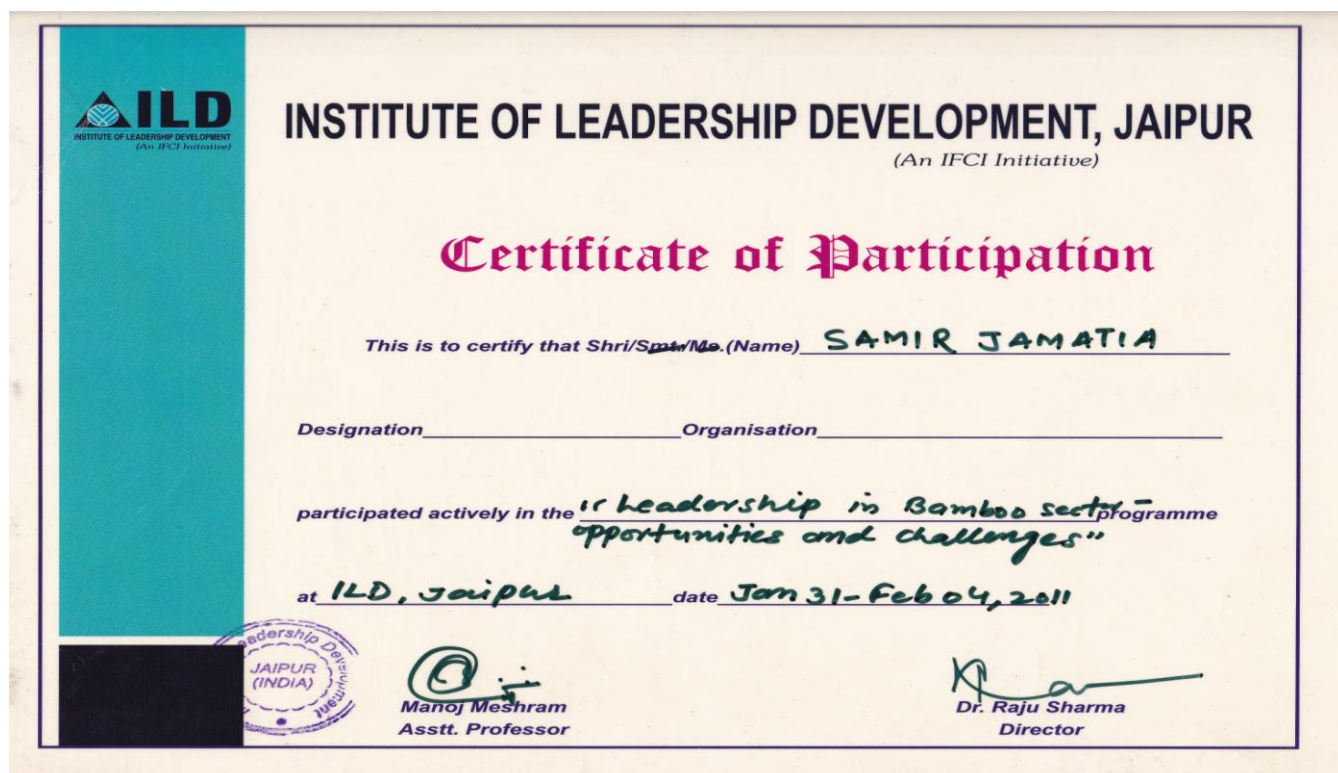 ILD
INSTITUTE OF LEADERSHIP DEVELOPMENT
(An IFCI Initiative)
INSTITUTE OF LEADERSHIP DEVELOPMENT, JAIPUR
(An IFCI Initiative)
Certificate of Participation
This is to certify that Shri/Smt./Ms.(Name) SAMIR JAMATIA
Designation Organisation
participated actively in the "Leadership in Bamboo sector- programme
opportunities and challenges"
at ILD, Jaipur date Jan 31-Feb 04, 2011
Leadership Development
JAIPUR
(INDIA)
Manoj Meshram Dr. Raju Sharma
Asstt. Professor Director